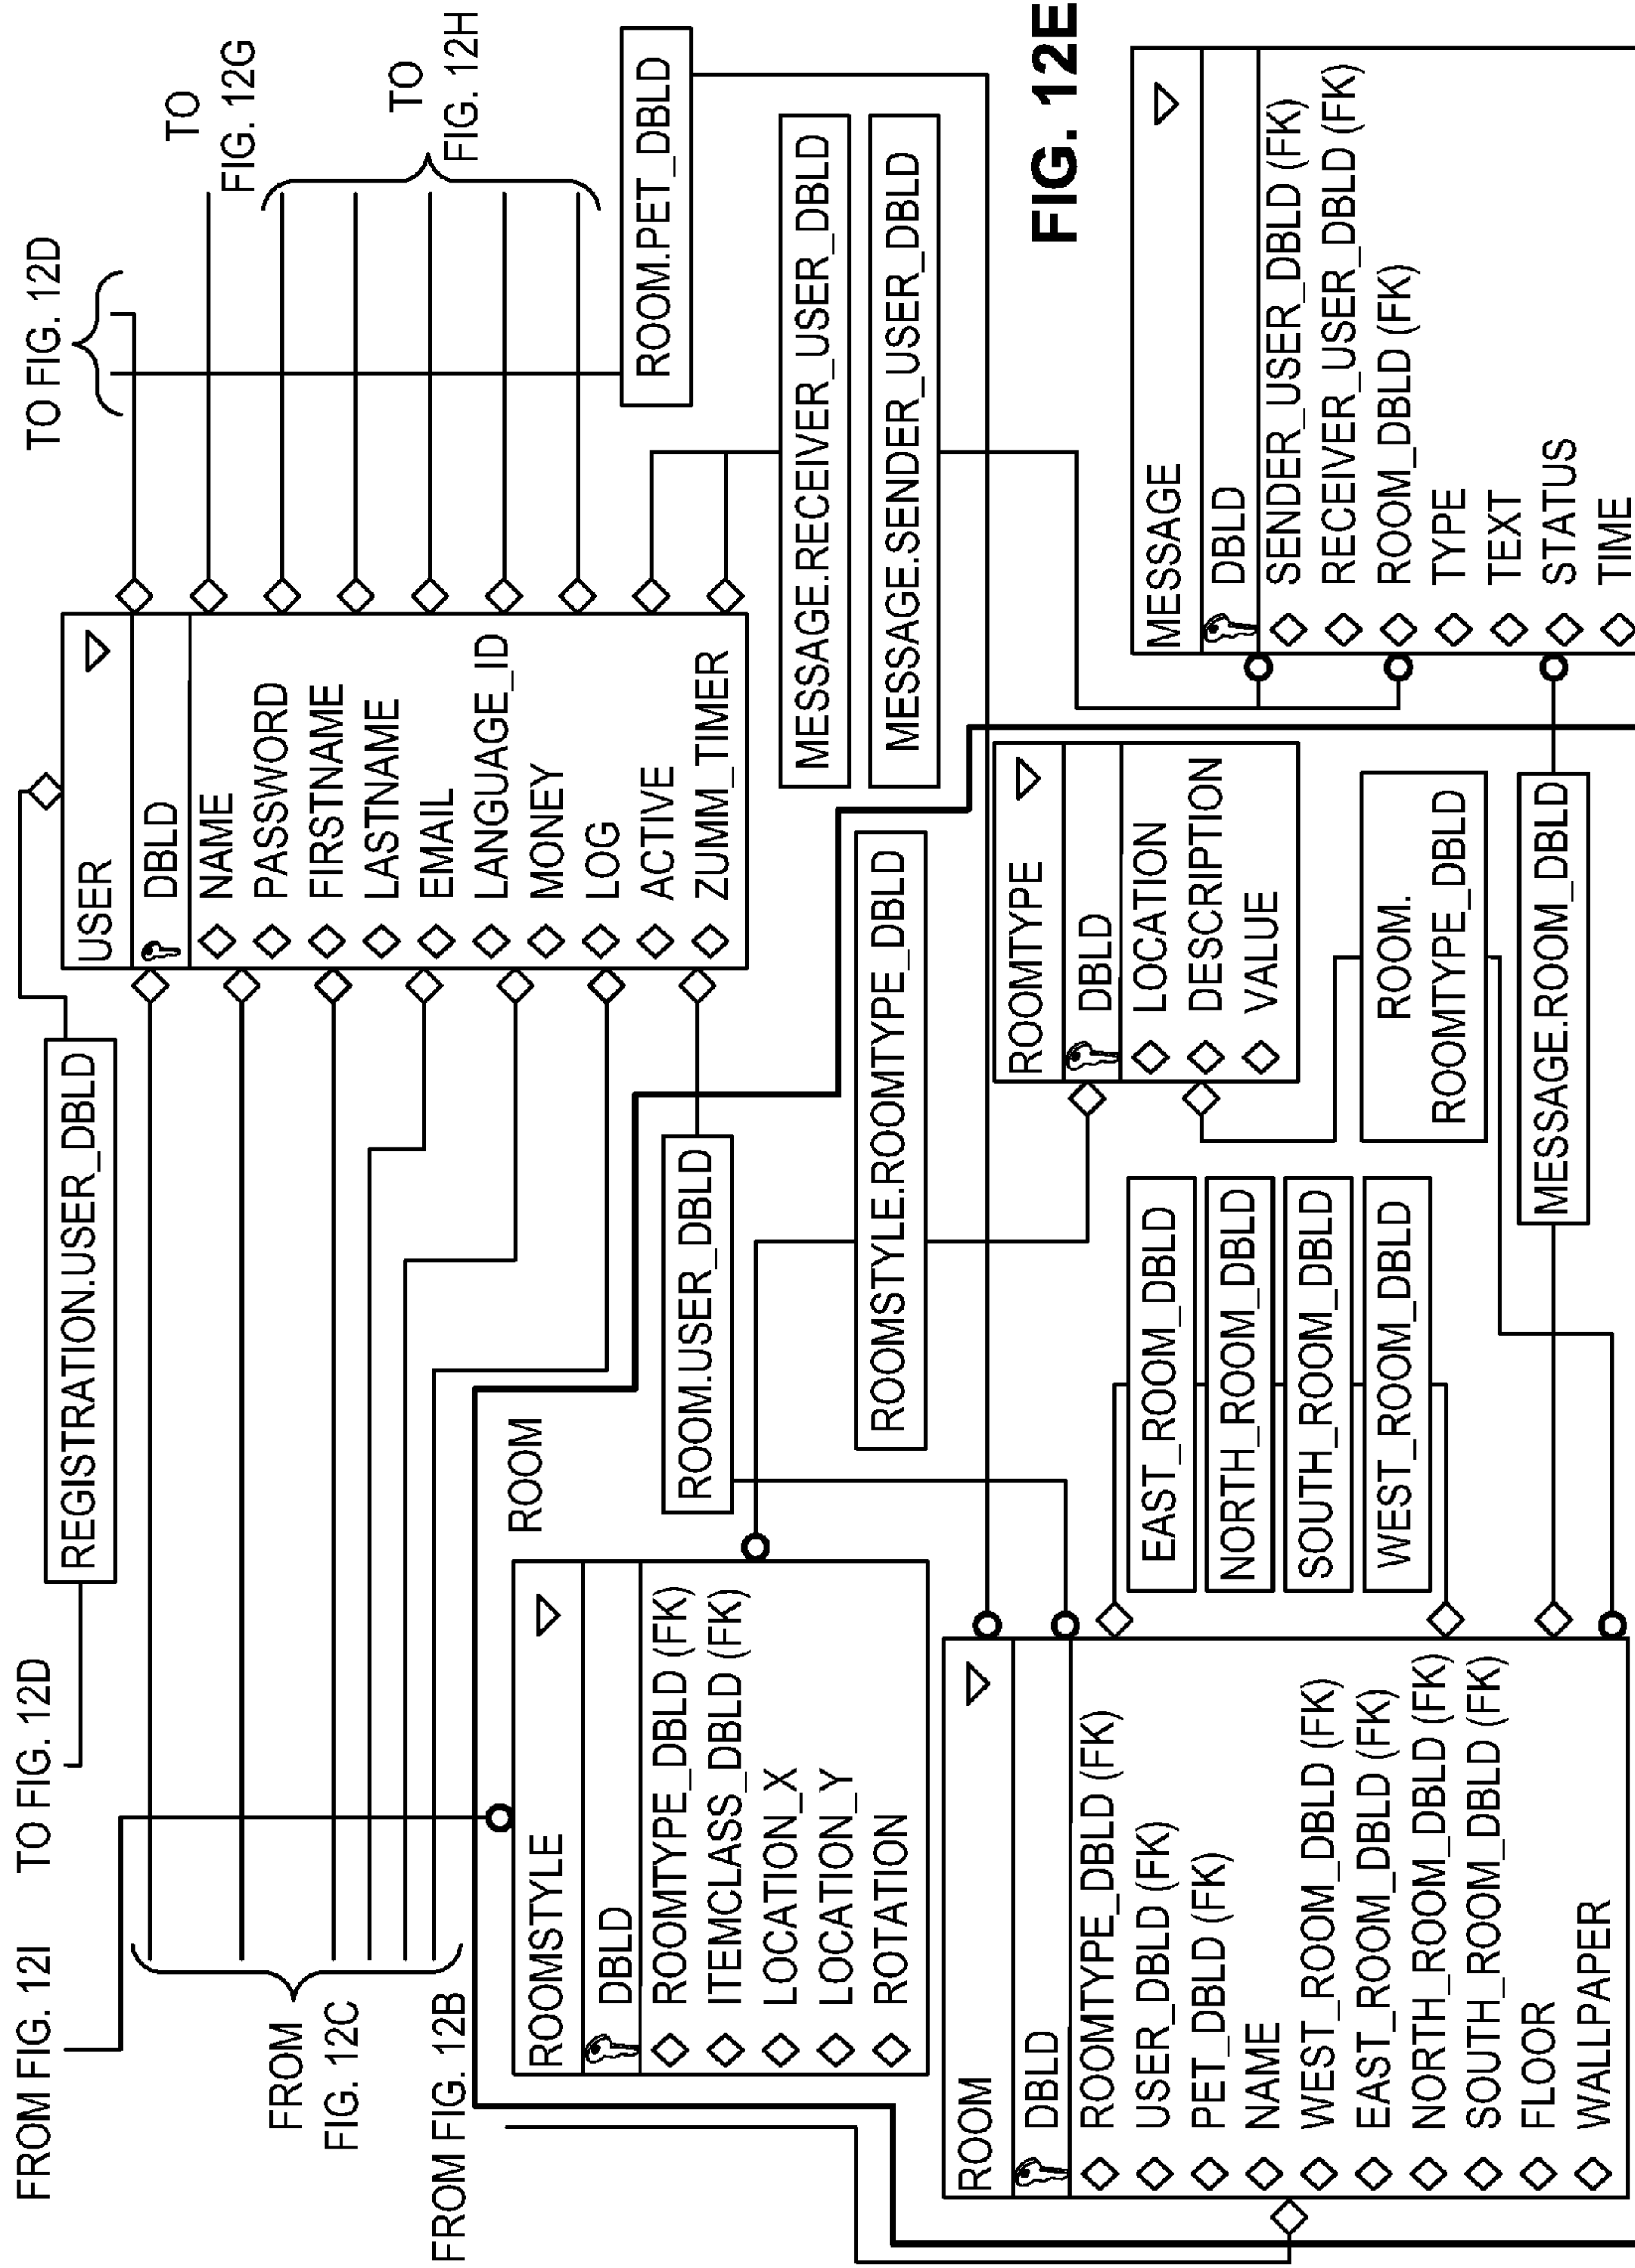 FROM FIG. 12I
TO FIG. 12D
TO FIG. 12D
REGISTRATION.USER_DBLD
TO
FIG. 12G
FROM
FIG. 12C
TO
FIG. 12H
FROM FIG. 12B
USER
DBLD
NAME
PASSWORD
FIRSTNAME
LASTNAME
EMAIL
LANGUAGE_ID
MONEY
LOG
ACTIVE
ZUMM_TIMER
ROOM.PET_DBLD
ROOM
ROOMSTYLE
DBLD
ROOMTYPE_DBLD (FK)
ITEMCLASS_DBLD (FK)
LOCATION_X
LOCATION_Y
ROTATION
ROOM.USER_DBLD
ROOMSTYLE.ROOMTYPE_DBLD
MESSAGE.RECEIVER_USER_DBLD
MESSAGE.SENDER_USER_DBLD
FIG. 12E
ROOM
DBLD
ROOMTYPE_DBLD (FK)
USER_DBLD (FK)
PET_DBLD (FK)
NAME
WEST_ROOM_DBLD (FK)
EAST_ROOM_DBLD (FK)
NORTH_ROOM_DBLD (FK)
SOUTH_ROOM_DBLD (FK)
FLOOR
WALLPAPER
EAST_ROOM_DBLD
NORTH_ROOM_DBLD
SOUTH_ROOM_DBLD
WEST_ROOM_DBLD
ROOMTYPE
DBLD
LOCATION
DESCRIPTION
VALUE
ROOM.
ROOMTYPE_DBLD
MESSAGE.ROOM_DBLD
MESSAGE
DBLD
SENDER_USER_DBLD (FK)
RECEIVER_USER_DBLD (FK)
ROOM_DBLD (FK)
TYPE
TEXT
STATUS
TIME